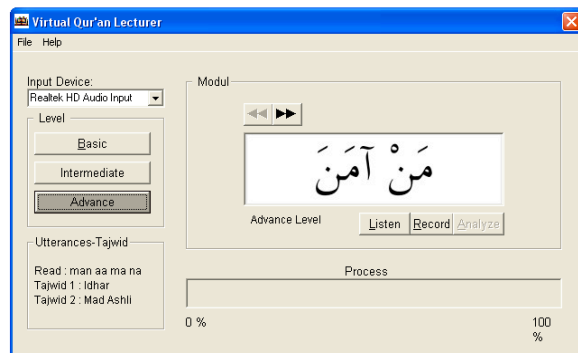 Virtual Qur'an Lecturer
File Help
Input Device:
Realtek HD Audio Input
Level
Basic
Intermediate
Advance
Utterances-Tajwid
Read : man aa ma na
Tajwid 1 : Idhar
Tajwid 2 : Mad Ashli
Modul
مَنْ آمَنَ
Advance Level
Listen Record Analyze
Process
0 %
100
%